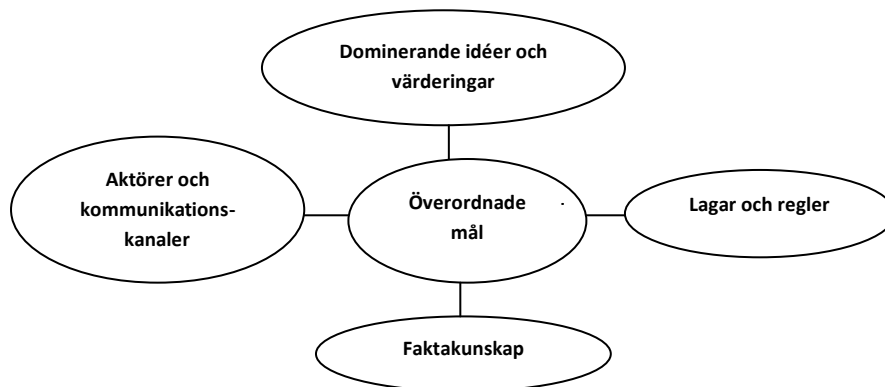 Dominerande idéer och
värderingar
Aktörer och
kommunikations-
kanaler
Överordnade
mål
Lagar och regler
Faktakunskap